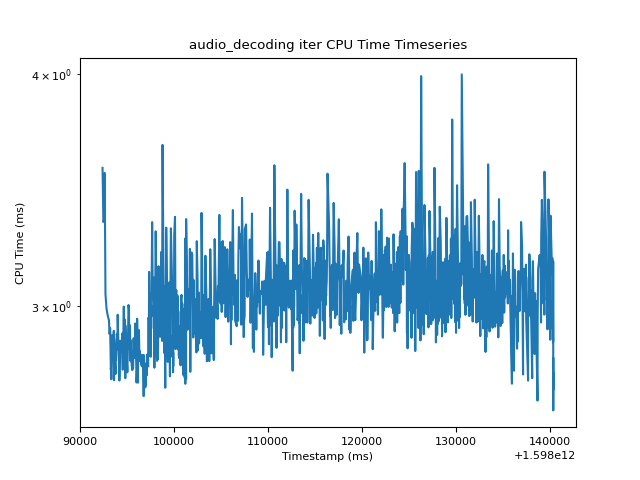 audio_decoding iter CPU Time Timeseries
4 × 10⁰
3 × 10⁰
CPU Time (ms)
90000 100000 110000 120000 130000 140000
Timestamp (ms)
+1.598e12